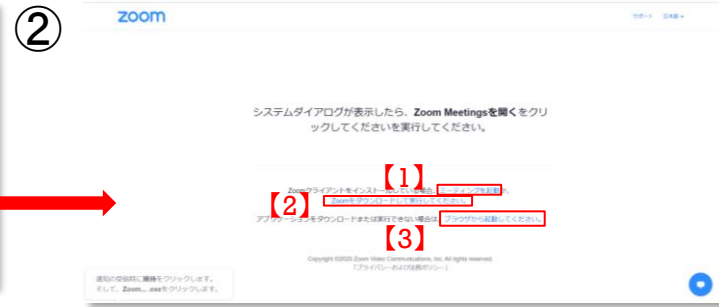 ②
zoom
サポート 日本語
システムダイアログが表示したら、Zoom Meetingsを開くをクリ
ックしてくださいを実行してください。
【1】
Zoomクライアントをインストールしている場合、ミーティングを起動か、
【2】
Zoomをダウンロードして実行してください。
アプリケーションをダウンロードまたは実行できない場合は、ブラウザから起動してください。
【3】
Copyright ©2020 Zoom Video Communications, Inc. All rights reserved.
「プライバシーおよび法務ポリシー」
通知の受信時に維持をクリックします。
そして、Zoom... .exeをクリックします。